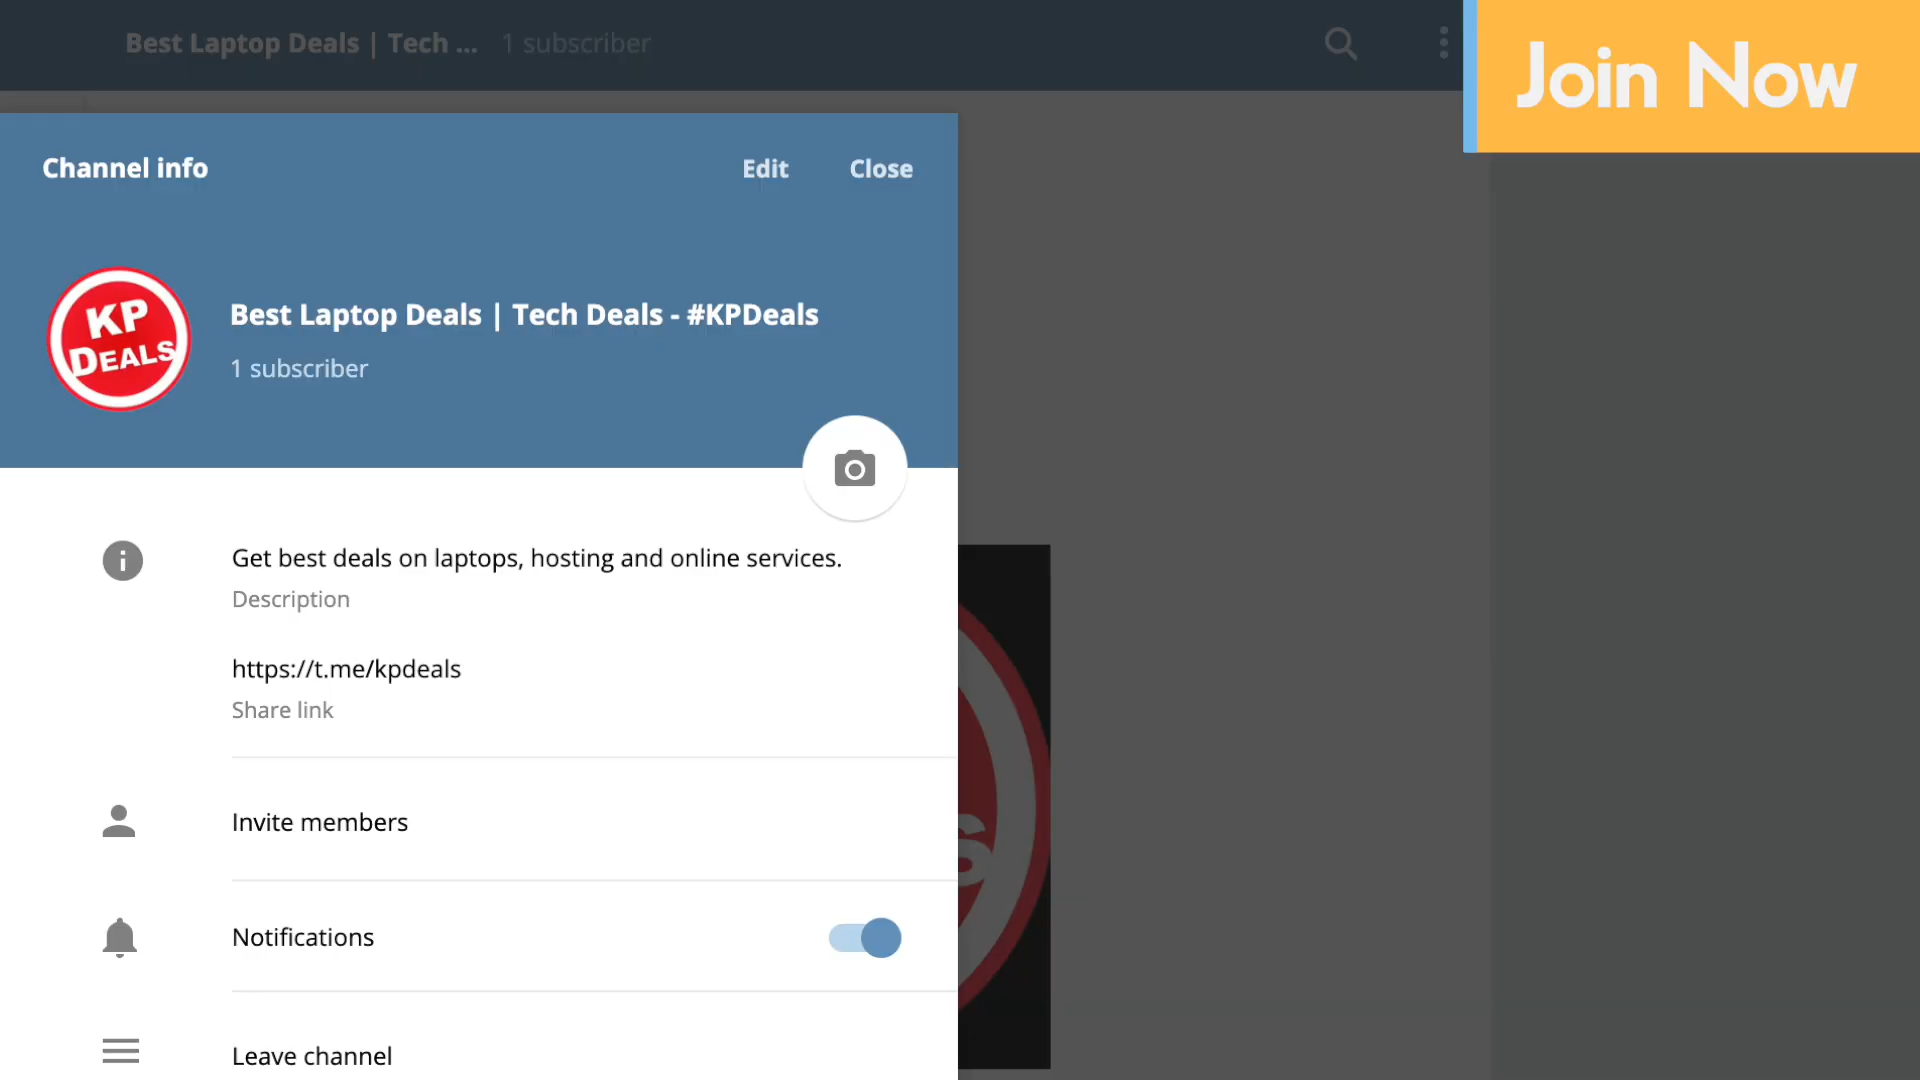 Best Laptop Deals | Tech ... 1 subscriber
Join Now
Channel info Edit Close
KP
DEALS
Best Laptop Deals | Tech Deals - #KPDeals
1 subscriber
Get best deals on laptops, hosting and online services.
Description
https://t.me/kpdeals
Share link
Invite members
Notifications
Leave channel